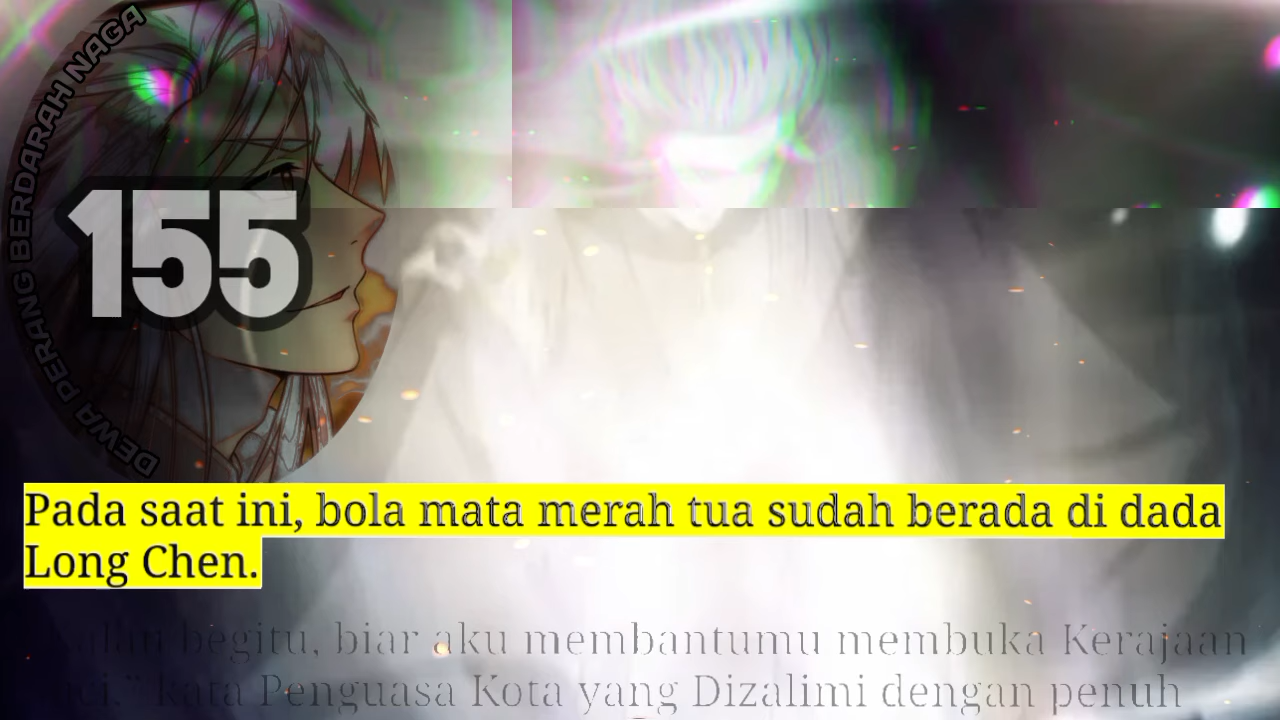 DEWA PERANG BERDARAH NAGA
155
Pada saat ini, bola mata merah tua sudah berada di dada
Long Chen.
begitu, biar aku membantumu membuka Kerajaan
kata Penguasa Kota yang Dizalimi dengan penuh